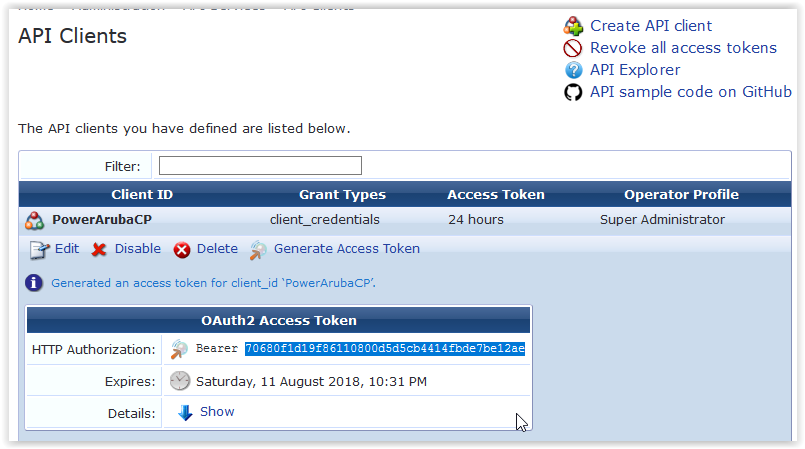 API Clients
Create API client
Revoke all access tokens
API Explorer
API sample code on GitHub
The API clients you have defined are listed below.
Filter:
Client ID Grant Types Access Token Operator Profile
PowerArubaCP client_credentials 24 hours Super Administrator
Edit Disable Delete Generate Access Token
Generated an access token for client_id 'PowerArubaCP'.
OAuth2 Access Token
HTTP Authorization: Bearer 70680f1d19f86110800d5d5cb4414fbde7be12ae
Expires: Saturday, 11 August 2018, 10:31 PM
Details: Show